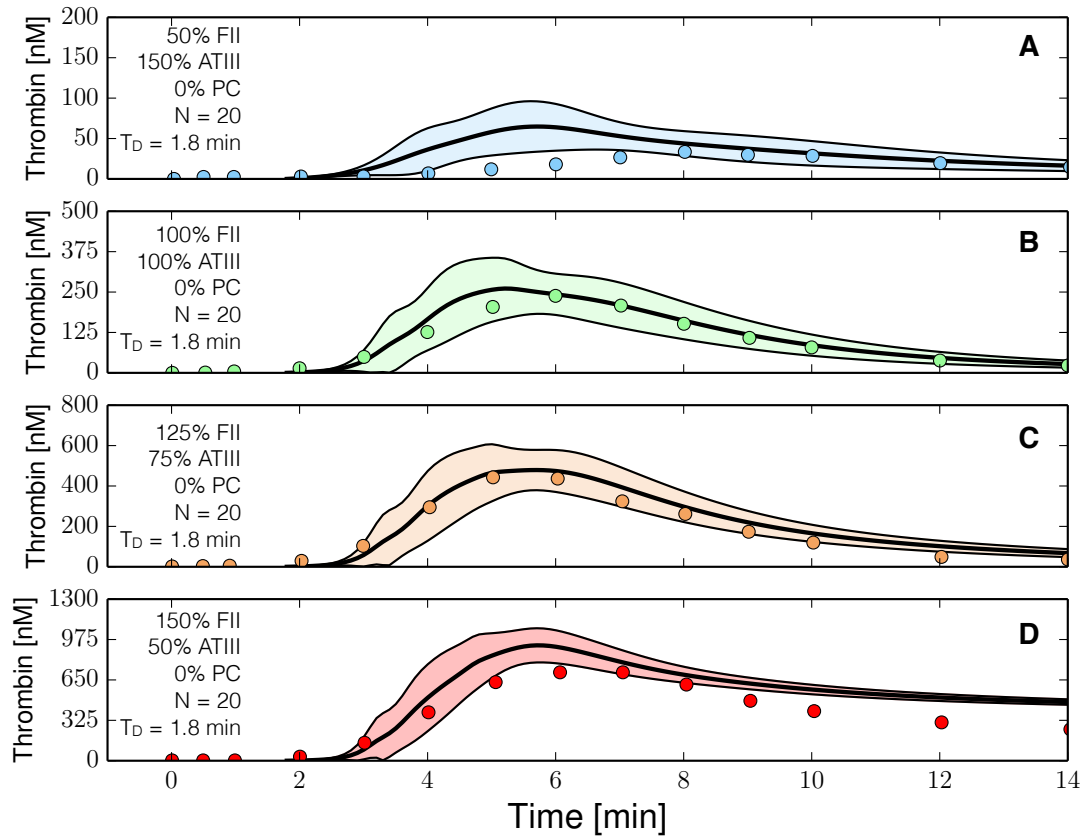 Thrombin [nM]
200
150
100
50
0
50% FII
150% ATIII
0% PC
N = 20
T_D = 1.8 min
A
Thrombin [nM]
500
375
250
125
0
100% FII
100% ATIII
0% PC
N = 20
T_D = 1.8 min
B
Thrombin [nM]
800
600
400
200
0
125% FII
75% ATIII
0% PC
N = 20
T_D = 1.8 min
C
Thrombin [nM]
1300
975
650
325
0
150% FII
50% ATIII
0% PC
N = 20
T_D = 1.8 min
D
0 2 4 6 8 10 12 14
Time [min]